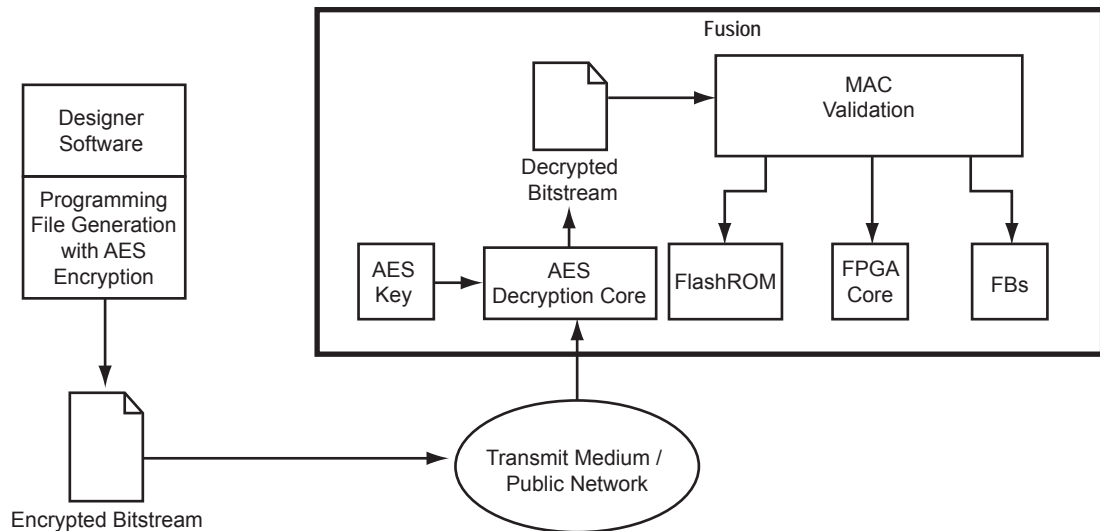 Fusion
Designer
Software
Programming
File Generation
with AES
Encryption
Encrypted Bitstream
Transmit Medium /
Public Network
AES
Key
AES
Decryption Core
Decrypted
Bitstream
MAC
Validation
FlashROM
FPGA
Core
FBs